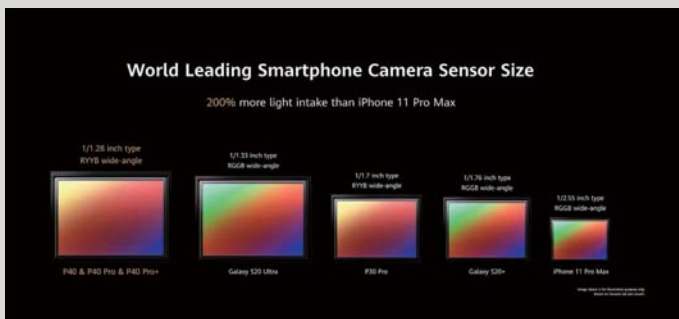 World Leading Smartphone Camera Sensor Size
200% more light intake than iPhone 11 Pro Max
1/1.28 inch type
RYYB wide-angle
1/1.33 inch type
RGGB wide-angle
1/1.7 inch type
RYYB wide-angle
1/1.76 inch type
RGGB wide-angle
1/2.55 inch type
RGGB wide-angle
P40 & P40 Pro & P40 Pro+
Galaxy S20 Ultra
P30 Pro
Galaxy S20+
iPhone 11 Pro Max